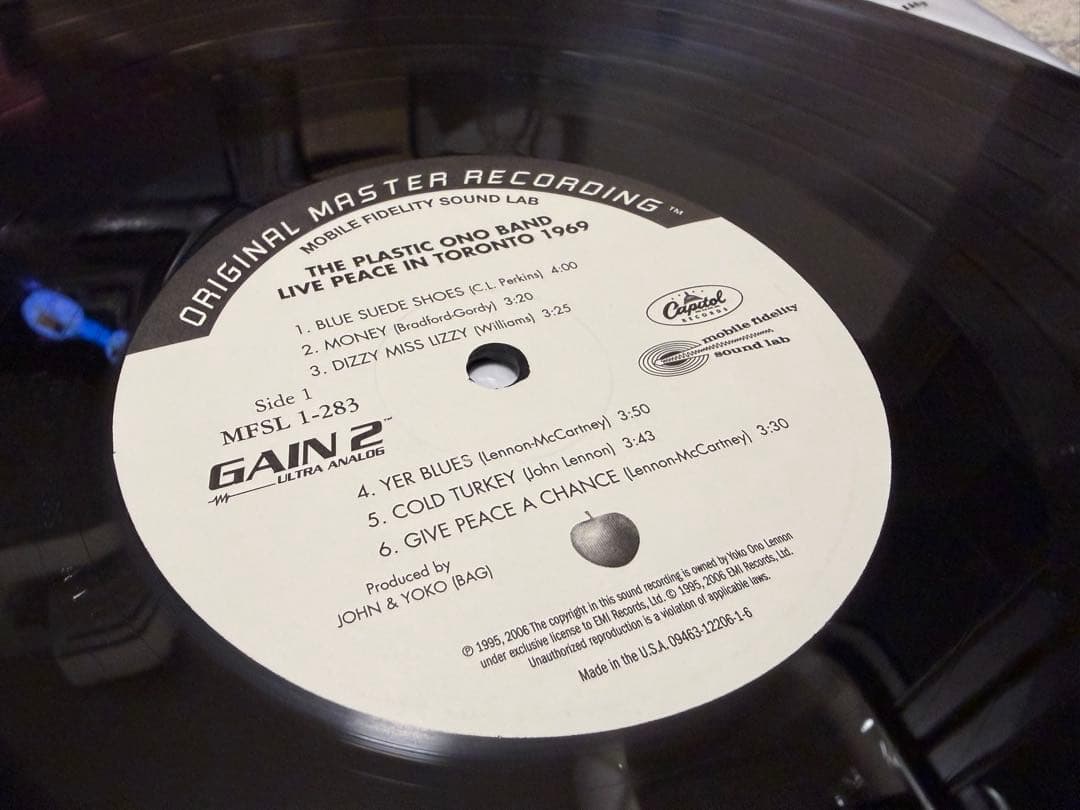 ORIGINAL MASTER RECORDING™
MOBILE FIDELITY SOUND LAB
THE PLASTIC ONO BAND
LIVE PEACE IN TORONTO 1969
1. BLUE SUEDE SHOES (C.L. Perkins) 4:00
2. MONEY (Bradford-Gordy) 3:20
3. DIZZY MISS LIZZY (Williams) 3:25
Capitol
RECORDS
mobile fidelity
sound lab
Side 1
MFSL 1-283
GAIN 2™
ULTRA ANALOG
4. YER BLUES (Lennon-McCartney) 3:50
5. COLD TURKEY (John Lennon) 3:43
6. GIVE PEACE A CHANCE (Lennon-McCartney) 3:30
Produced by
JOHN & YOKO (BAG)
℗ 1995, 2006 The copyright in this sound recording is owned by Yoko Ono Lennon
under exclusive license to EMI Records, Ltd. © 1995, 2006 EMI Records, Ltd.
Unauthorized reproduction is a violation of applicable laws.
Made in the U.S.A. 09463-12206-1-6